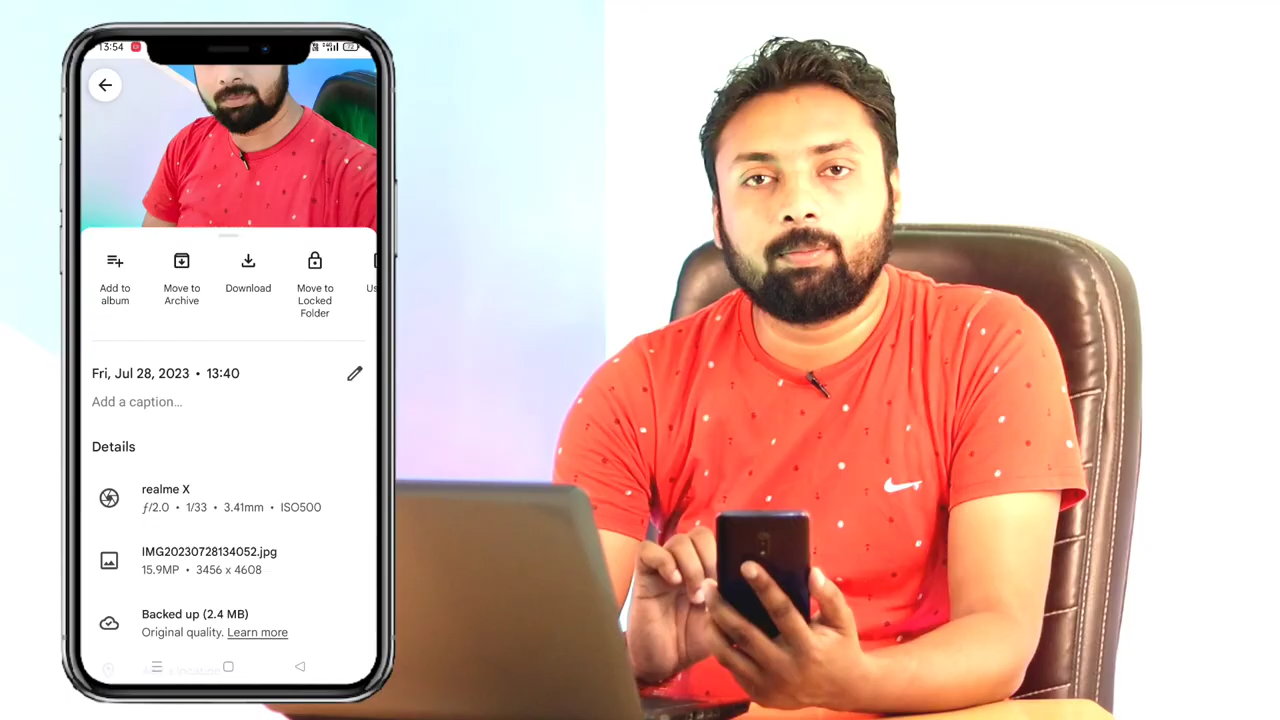 13:54
72
Add to
album
Move to
Archive
Download
Move to
Locked
Folder
Us
Fri, Jul 28, 2023 • 13:40
Add a caption...
Details
realme X
ƒ/2.0 • 1/33 • 3.41mm • ISO500
IMG20230728134052.jpg
15.9MP • 3456 x 4608
Backed up (2.4 MB)
Original quality. Learn more